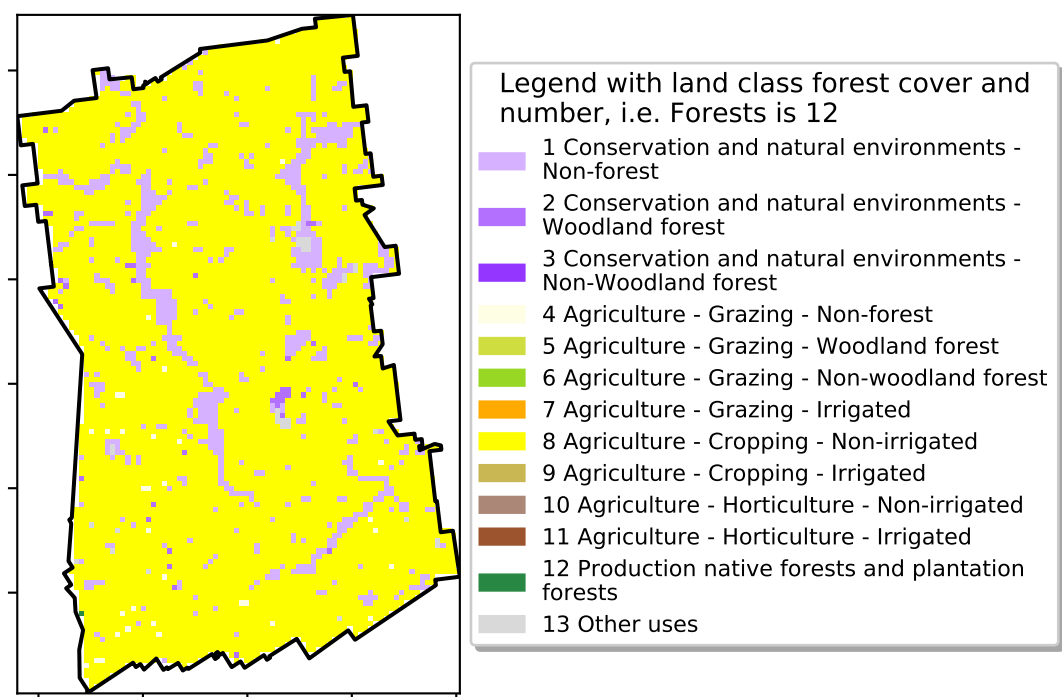 Legend with land class forest cover and
number, i.e. Forests is 12
1 Conservation and natural environments -
Non-forest
2 Conservation and natural environments -
Woodland forest
3 Conservation and natural environments -
Non-Woodland forest
4 Agriculture - Grazing - Non-forest
5 Agriculture - Grazing - Woodland forest
6 Agriculture - Grazing - Non-woodland forest
7 Agriculture - Grazing - Irrigated
8 Agriculture - Cropping - Non-irrigated
9 Agriculture - Cropping - Irrigated
10 Agriculture - Horticulture - Non-irrigated
11 Agriculture - Horticulture - Irrigated
12 Production native forests and plantation
forests
13 Other uses